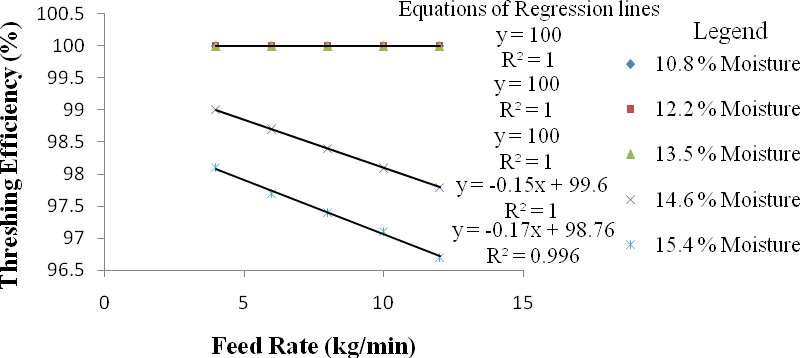 100.5
100
99.5
99
98.5
98
97.5
97
96.5
0
5
10
15
Threshing Efficiency (%)
Feed Rate (kg/min)
Equations of Regression lines
y = 100
R² = 1
y = 100
R² = 1
y = 100
R² = 1
y = -0.15x + 99.6
R² = 1
y = -0.17x + 98.76
R² = 0.996
Legend
10.8 % Moisture
12.2 % Moisture
13.5 % Moisture
14.6 % Moisture
15.4 % Moisture